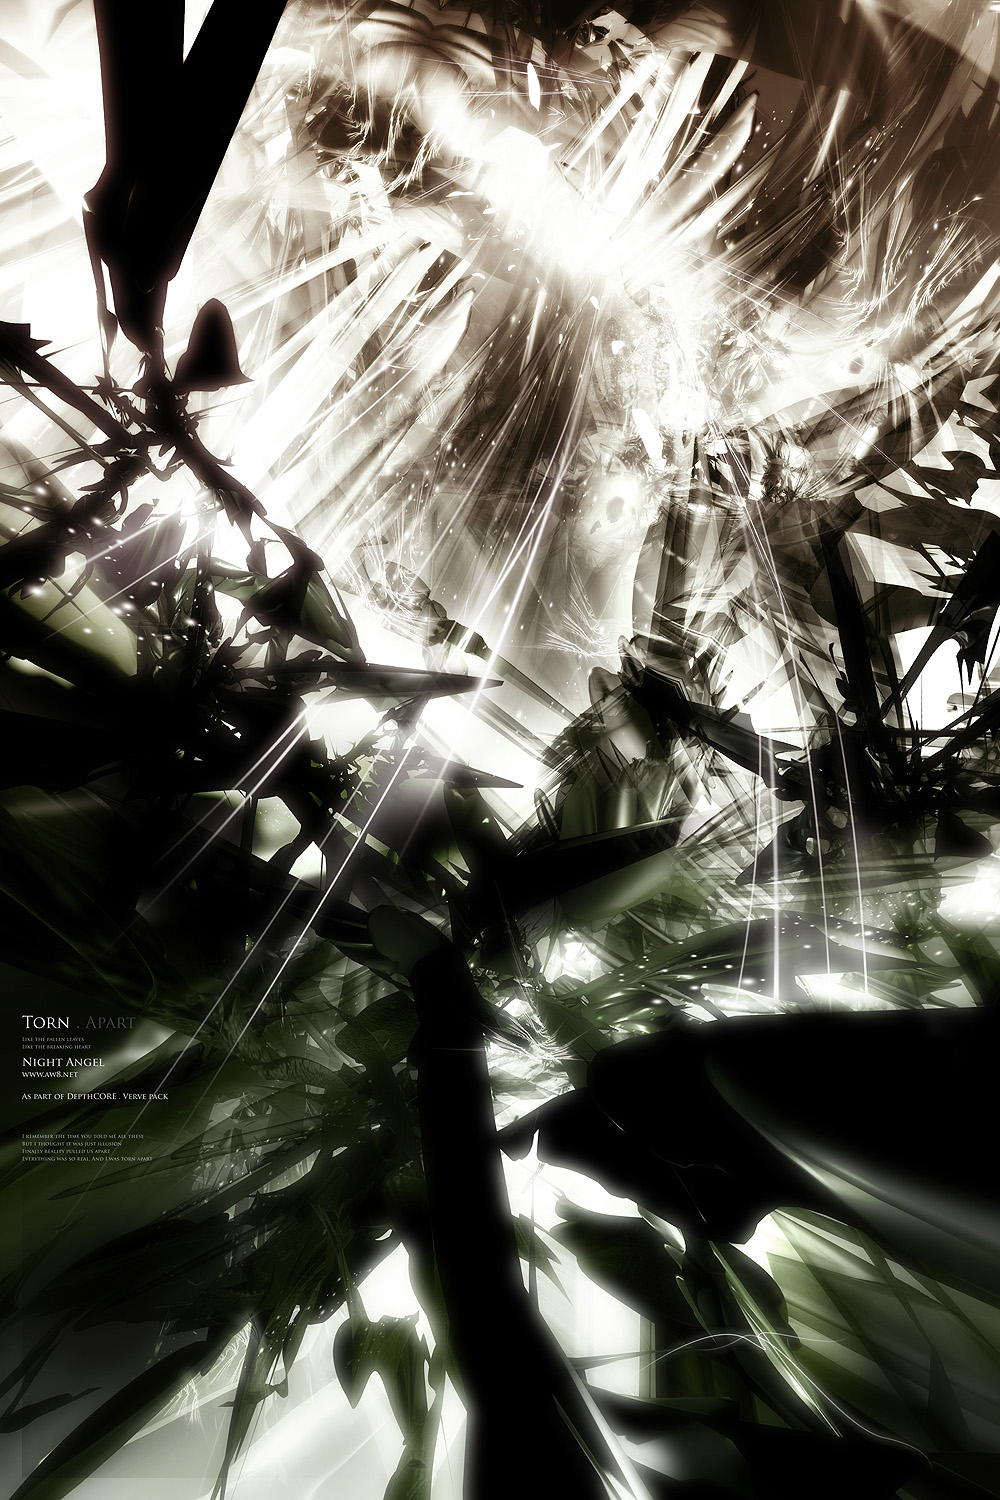 Torn . Apart
Like the fallen leaves
Like the breaking heart
Night Angel
www.aw8.net
As part of DepthCORE . Verve pack
I remember the time you told me all these
But I thought it was just illusion
Finally reality pulled us apart
Everything was so real, and I was torn apart